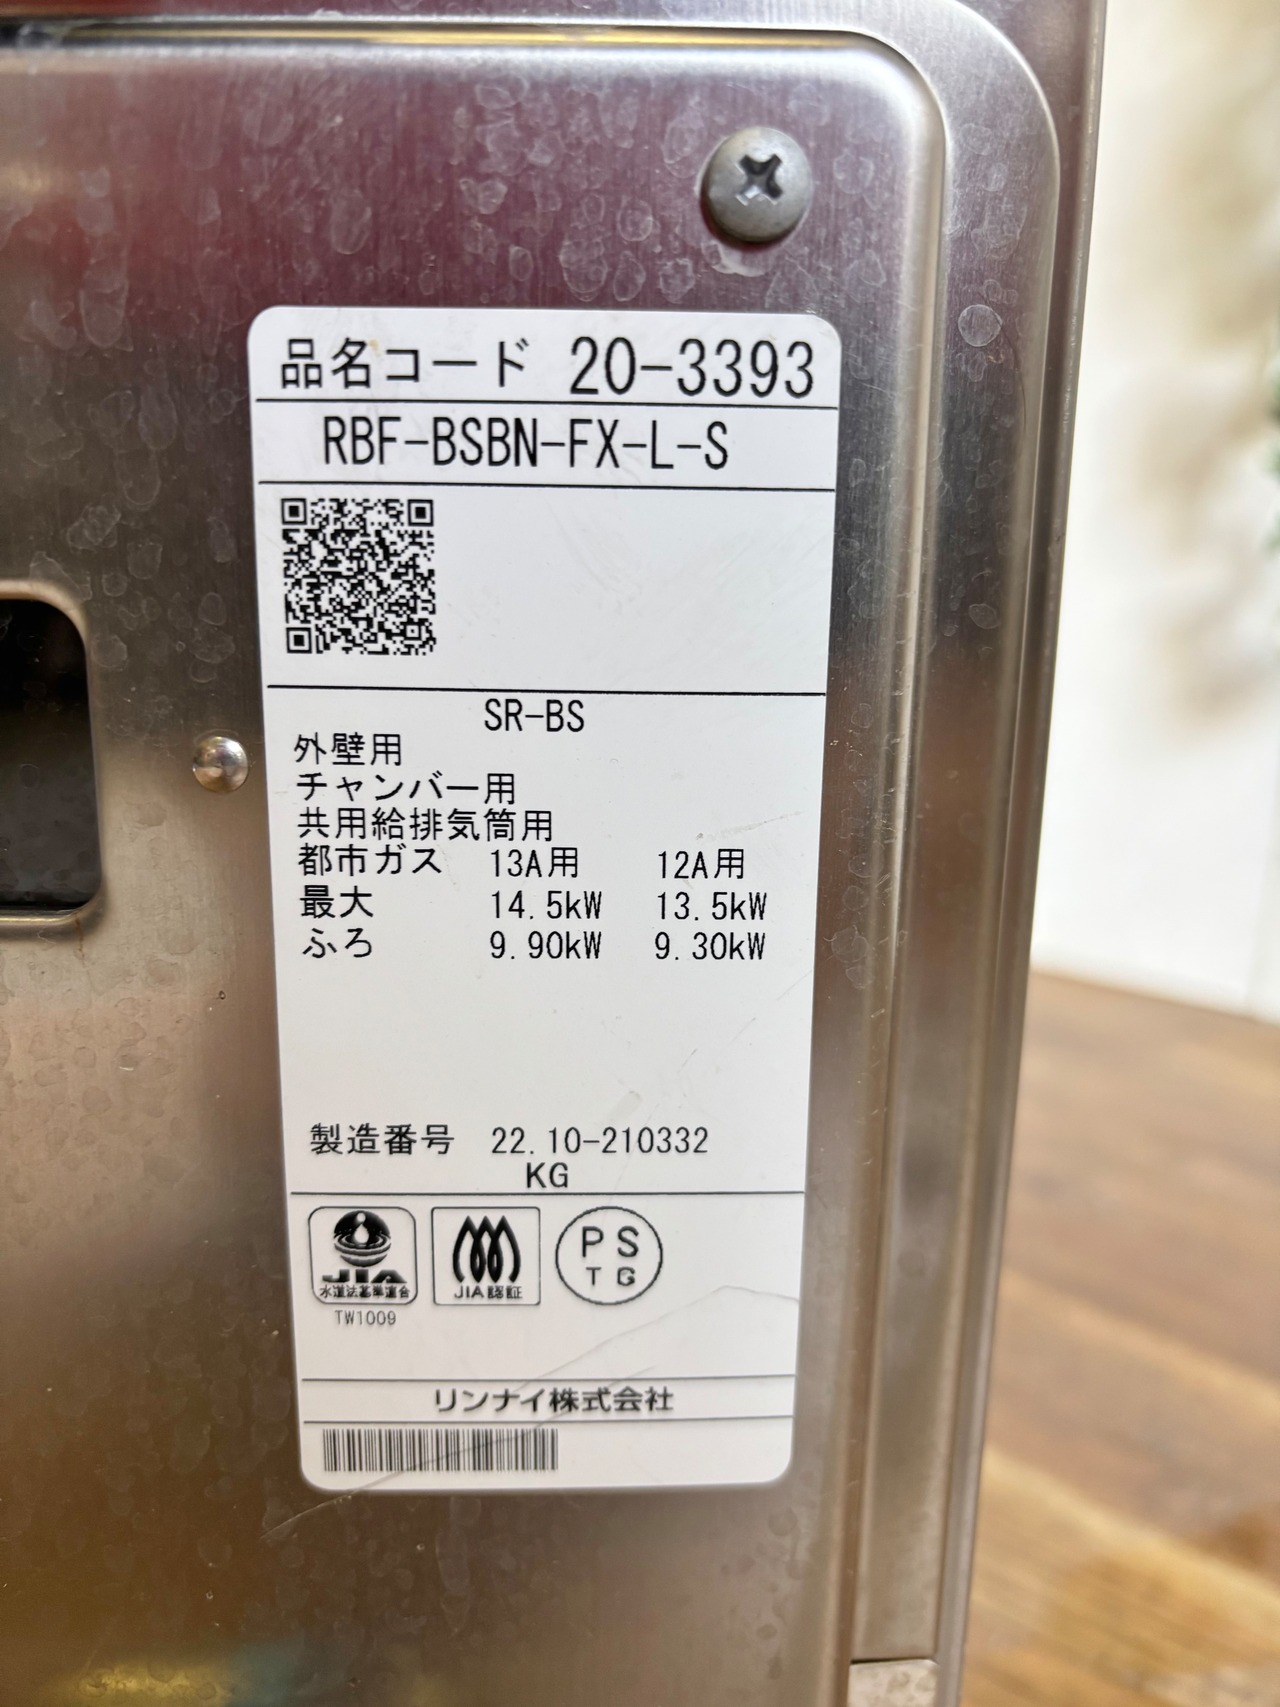 品名コード 20-3393
RBF-BSBN-FX-L-S
SR-BS
外壁用
チャンバー用
共用給排気筒用
都市ガス 13A用 12A用
最大 14.5kW 13.5kW
ふろ 9.90kW 9.30kW
製造番号 22.10-210332
KG
JIA
水道法基準適合
TW1009
JIA認証
PS
TG
リンナイ株式会社